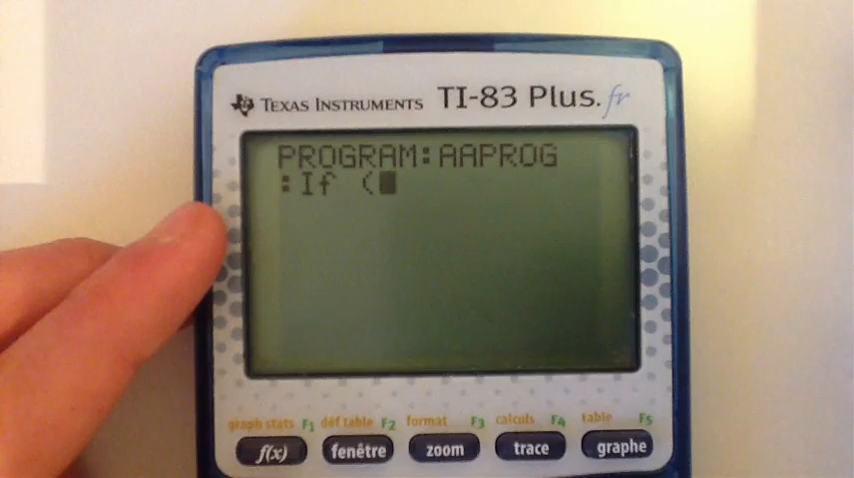 TEXAS INSTRUMENTS TI-83 Plus.fr
PROGRAM:AAPROG
:If (
graph stats F1 déf table F2 format F3 calculs F4 table F5
f(x) fenêtre zoom trace graphe